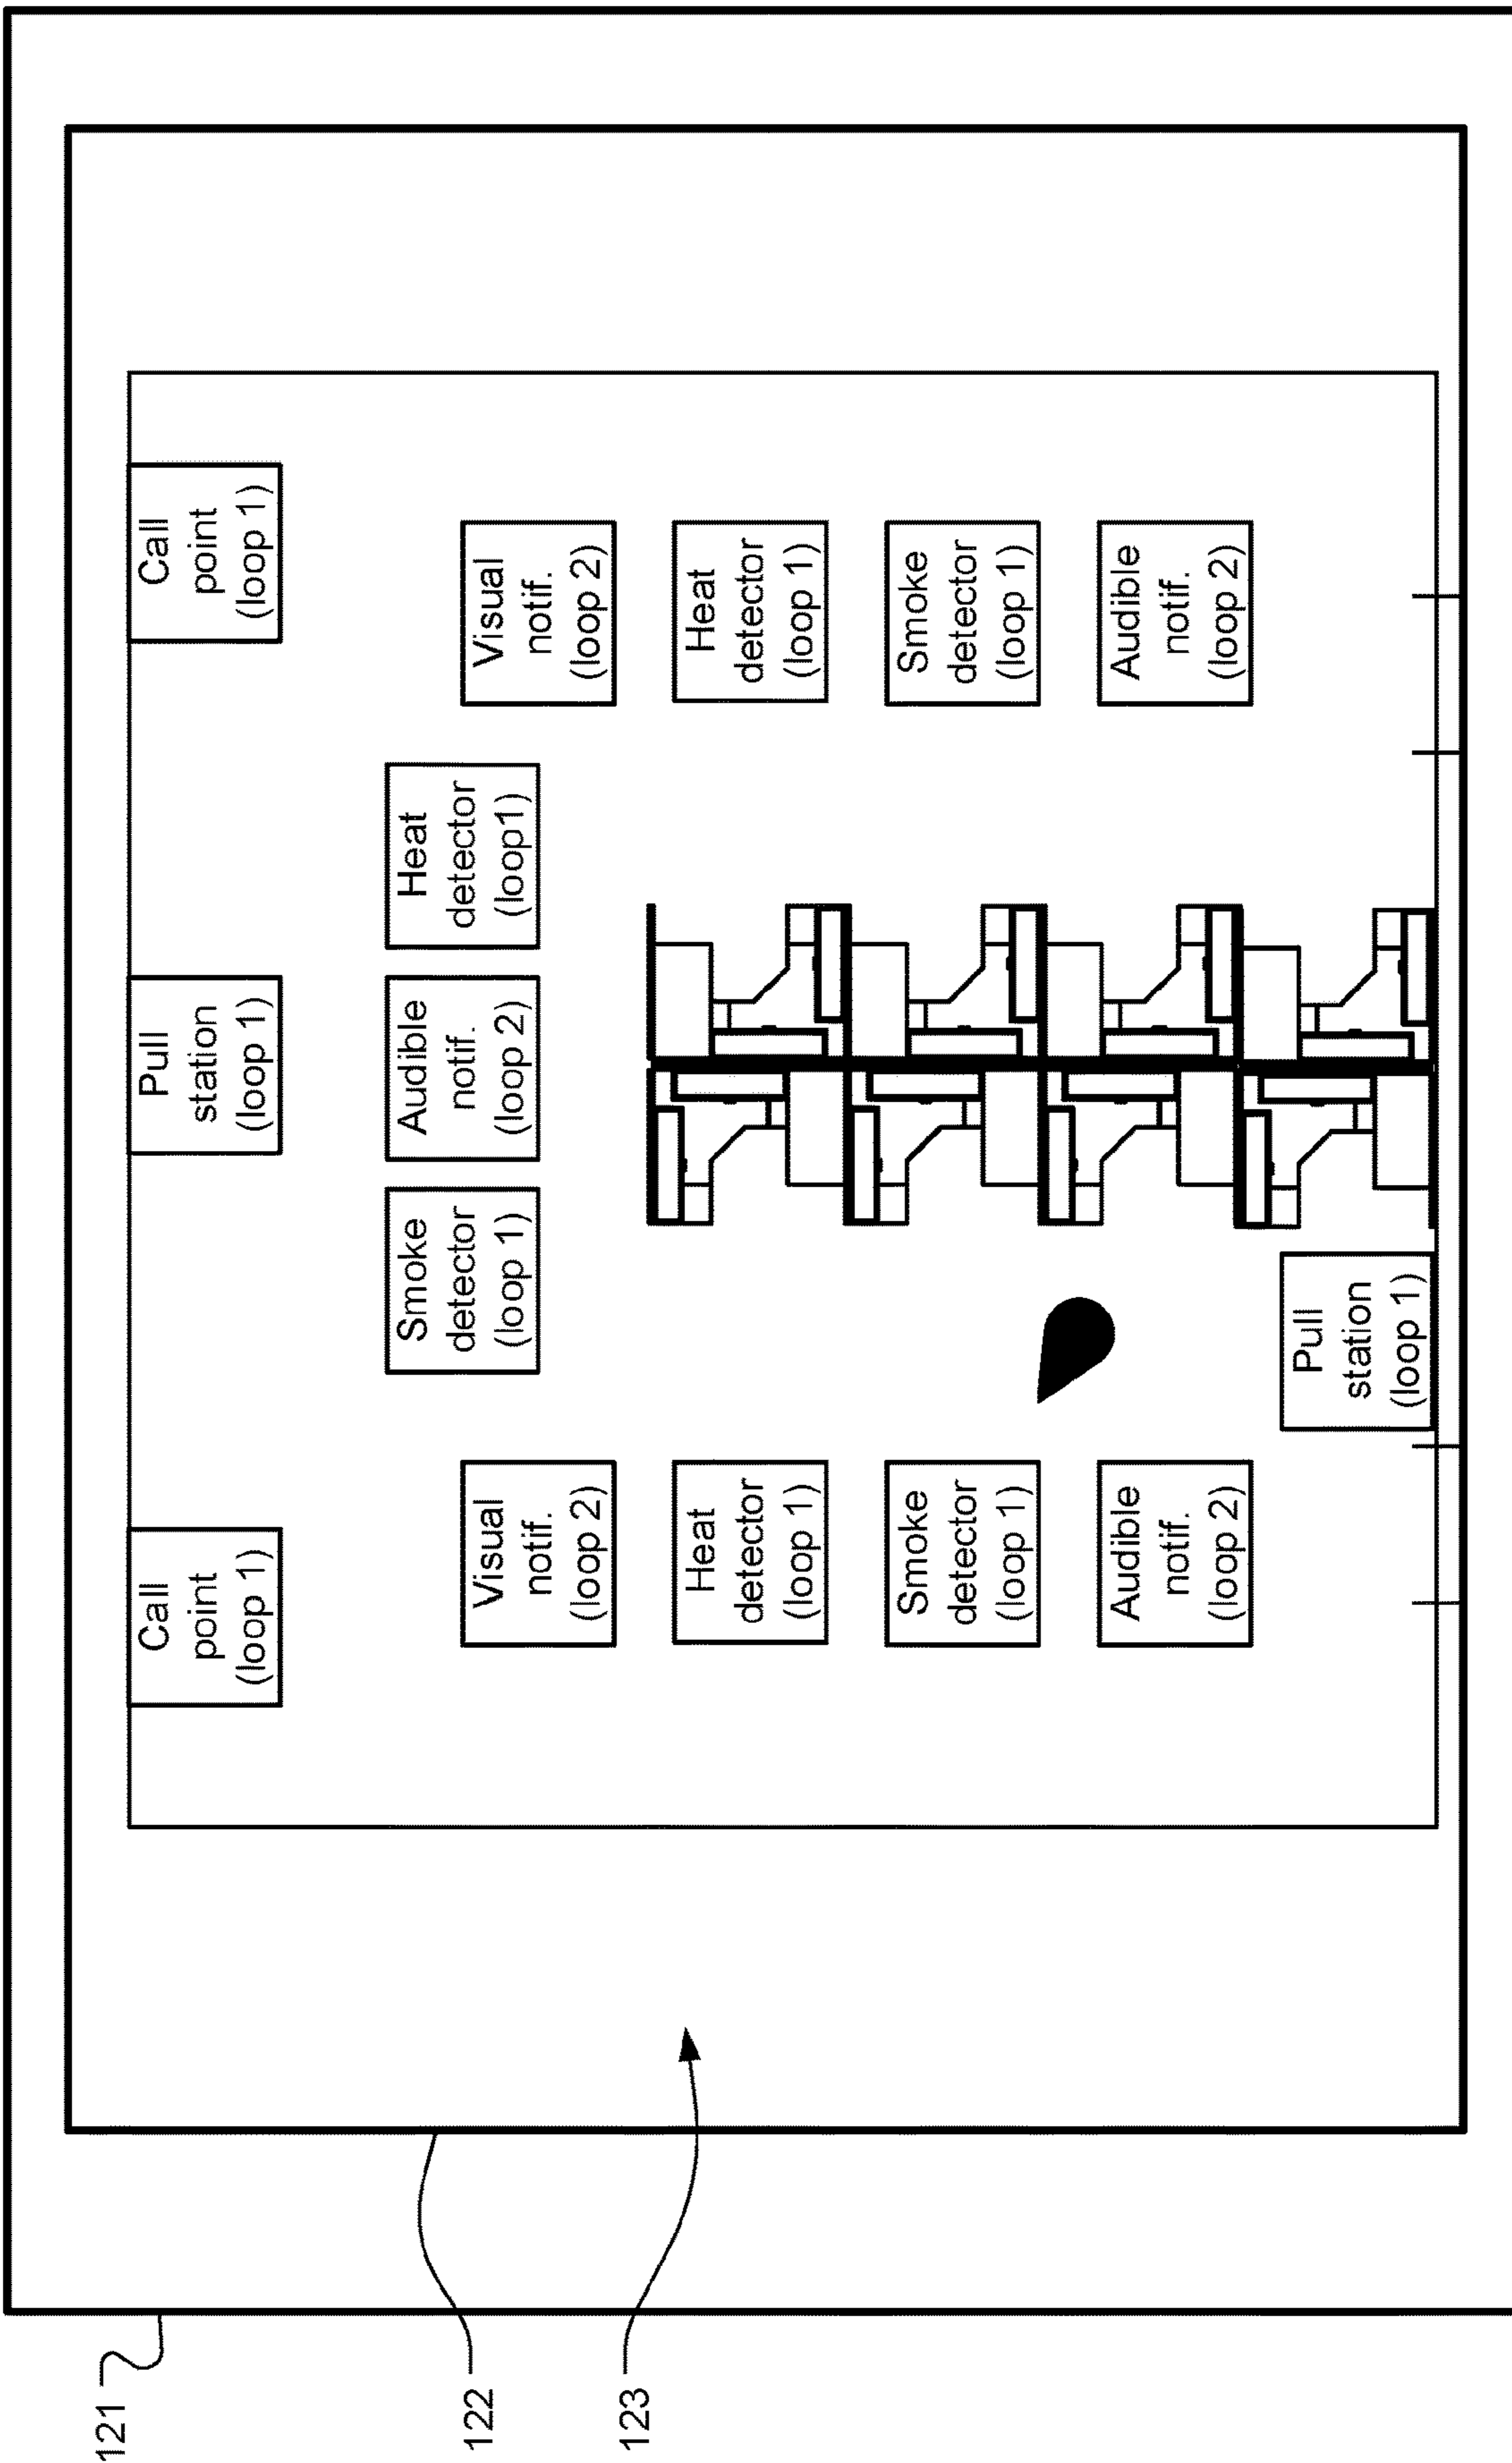 121
Call
point
(loop 1)
Pull
station
(loop 1)
Call
point
(loop 1)
Smoke
detector
(loop 1)
Audible
notif.
(loop 2)
Heat
detector
(loop1)
122
Visual
notif.
(loop 2)
Visual
notif.
(loop 2)
123
Heat
detector
(loop 1)
Heat
detector
(loop 1)
Smoke
detector
(loop 1)
Smoke
detector
(loop 1)
Audible
notif.
(loop 2)
Audible
notif.
(loop 2)
Pull
station
(loop 1)